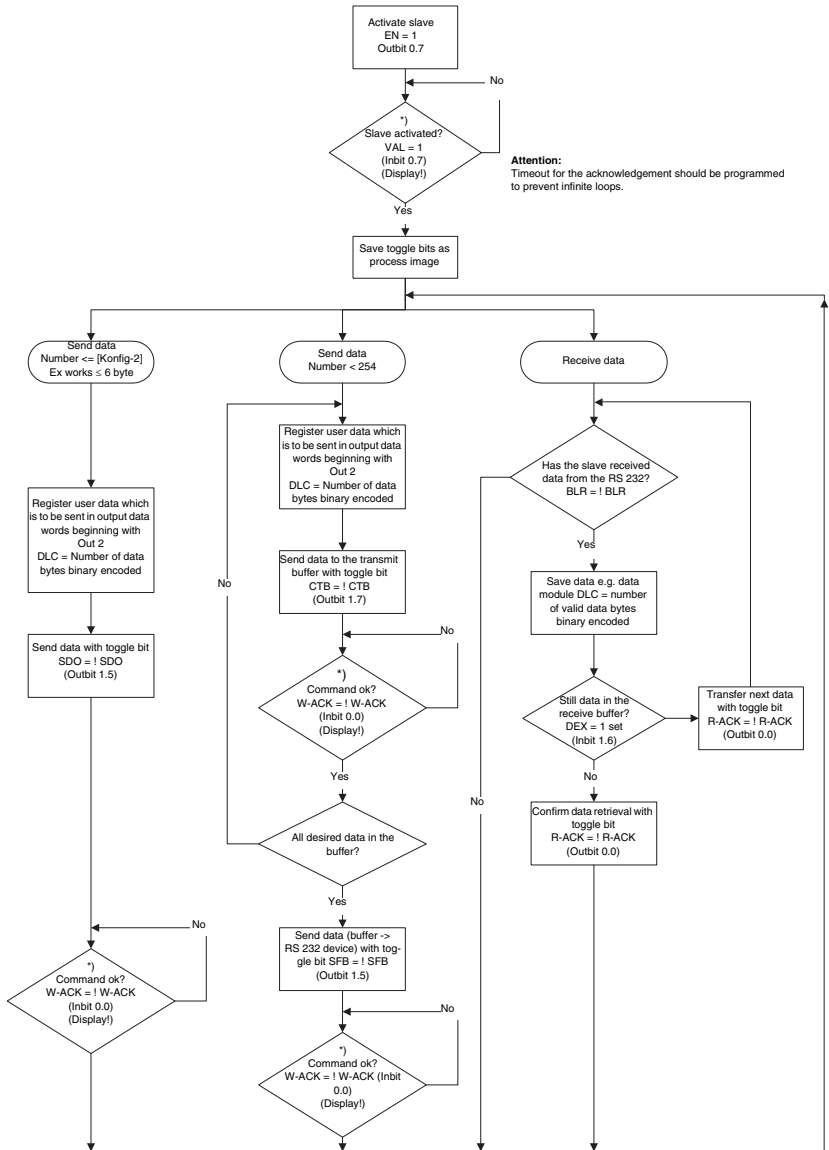 Activate slave
EN = 1
Outbit 0.7
No
*)
Slave activated?
VAL = 1
(Inbit 0.7)
(Display!)
Attention:
Timeout for the acknowledgement should be programmed
to prevent infinite loops.
Yes
Save toggle bits as
process image
Send data
Number <= [Konfig-2]
Ex works ≤ 6 byte
Send data
Number < 254
Receive data
Register user data which
is to be sent in output data
words beginning with
Out 2
DLC = Number of data
bytes binary encoded
Send data with toggle bit
SDO = ! SDO
(Outbit 1.5)
No
*)
Command ok?
W-ACK = ! W-ACK
(Inbit 0.0)
(Display!)
Register user data which
is to be sent in output data
words beginning with
Out 2
DLC = Number of data
bytes binary encoded
No
Send data to the transmit
buffer with toggle bit
CTB = ! CTB
(Outbit 1.7)
No
*)
Command ok?
W-ACK = ! W-ACK
(Inbit 0.0)
(Display!)
Yes
All desired data in the
buffer?
Yes
Send data (buffer ->
RS 232 device) with tog-
gle bit SFB = ! SFB
(Outbit 1.5)
No
*)
Command ok?
W-ACK = ! W-ACK (Inbit
0.0)
(Display!)
Has the slave received
data from the RS 232?
BLR = ! BLR
Yes
No
Save data e.g. data
module DLC = number
of valid data bytes
binary encoded
Still data in the
receive buffer?
DEX = 1 set
(Inbit 1.6)
Transfer next data
with toggle bit
R-ACK = ! R-ACK
(Outbit 0.0)
No
Confirm data retrieval with
toggle bit
R-ACK = ! R-ACK
(Outbit 0.0)